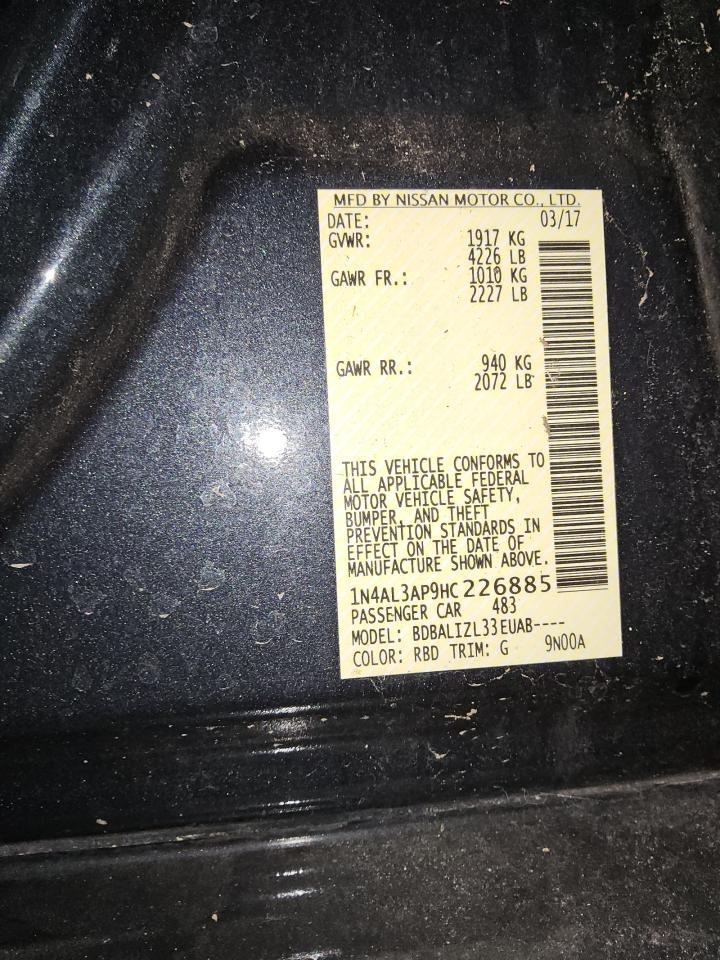 MFD BY NISSAN MOTOR CO., LTD.
DATE: 03/17
GVWR: 1917 KG
4226 LB
GAWR FR.: 1010 KG
2227 LB
GAWR RR.: 940 KG
2072 LB
THIS VEHICLE CONFORMS TO
ALL APPLICABLE FEDERAL
MOTOR VEHICLE SAFETY,
BUMPER, AND THEFT
PREVENTION STANDARDS IN
EFFECT ON THE DATE OF
MANUFACTURE SHOWN ABOVE.
1N4AL3AP9HC226885
PASSENGER CAR 483
MODEL: BDBALIZL33EUAB----
COLOR: RBD TRIM: G 9N00A